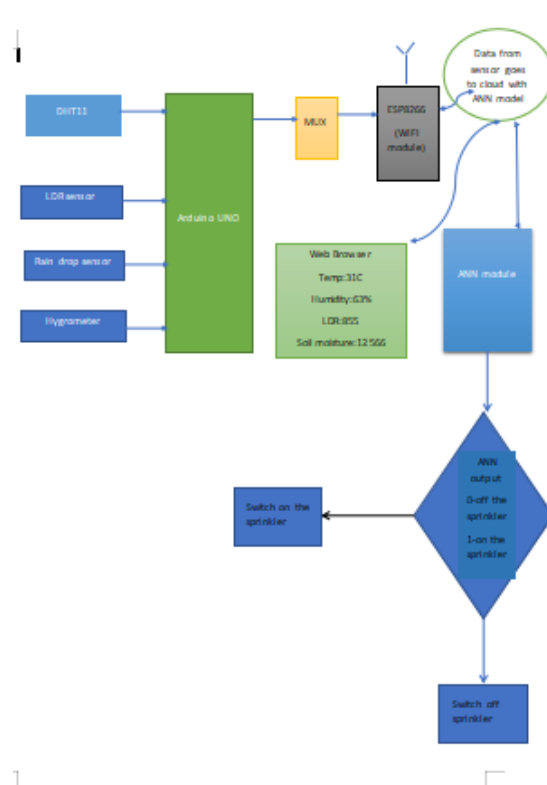 Data from
sensor goes
to cloud with
ANN model
DHT11
ESP8266
(WIFI
module)
MUX
LDR sensor
Arduino UNO
Rain drop sensor
Hygrometer
Web Browser
Temp:31C
Humidity:63%
LDR:855
Soil moisture:12566
ANN module
ANN
output
0-off the
sprinkler
1-on the
sprinkler
Switch on the
sprinkler
Switch off
sprinkler